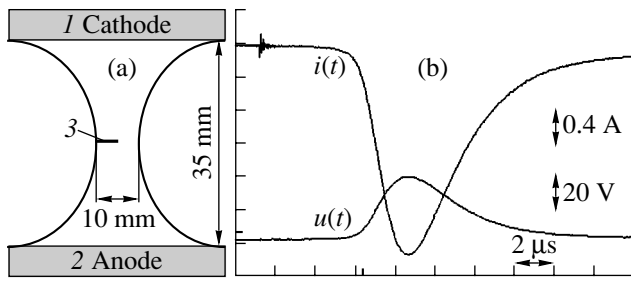 1 Cathode
(a)
3
10 mm
35 mm
2 Anode
i(t)
(b)
0.4 A
20 V
u(t)
2 μs